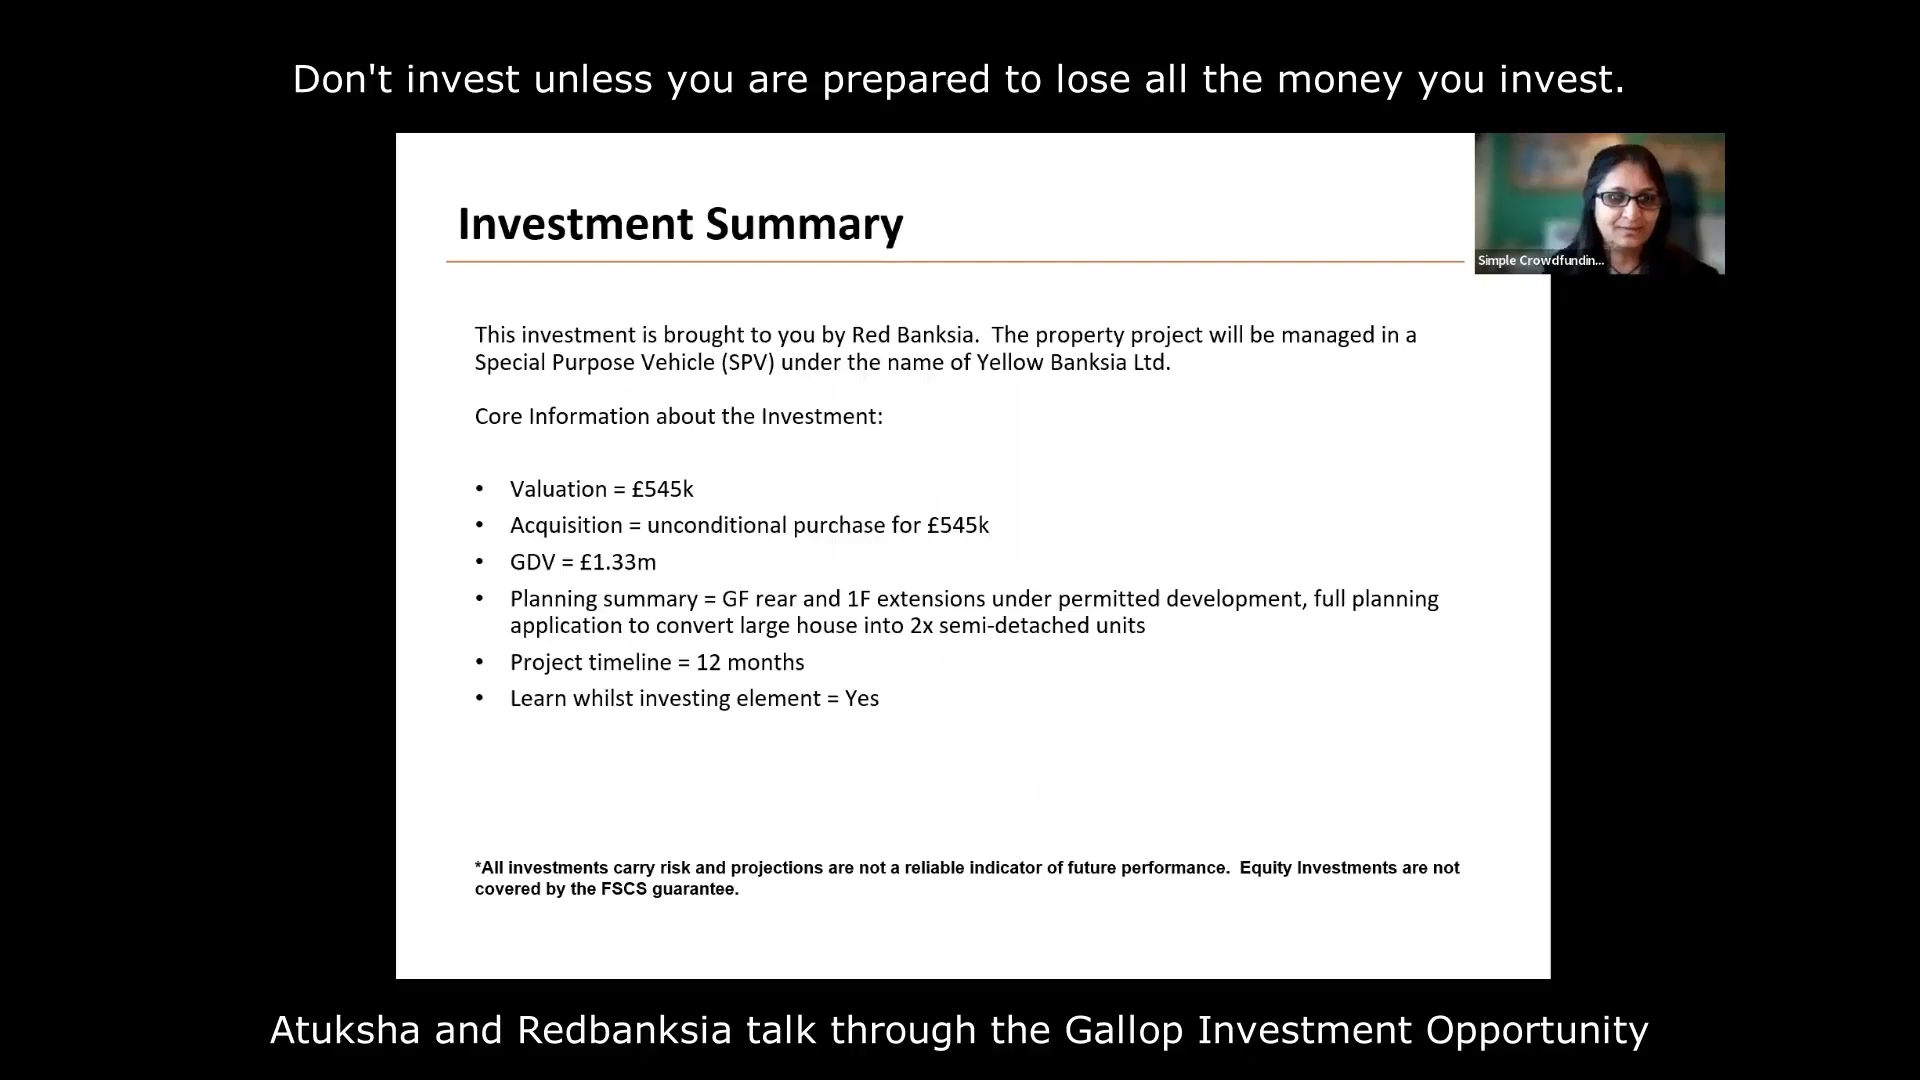 Don't invest unless you are prepared to lose all the money you invest.
Investment Summary
Simple Crowdfundin...
This investment is brought to you by Red Banksia.  The property project will be managed in a
Special Purpose Vehicle (SPV) under the name of Yellow Banksia Ltd.
Core Information about the Investment:
• Valuation = £545k
• Acquisition = unconditional purchase for £545k
• GDV = £1.33m
• Planning summary = GF rear and 1F extensions under permitted development, full planning
application to convert large house into 2x semi-detached units
• Project timeline = 12 months
• Learn whilst investing element = Yes
*All investments carry risk and projections are not a reliable indicator of future performance.  Equity Investments are not
covered by the FSCS guarantee.
Atuksha and Redbanksia talk through the Gallop Investment Opportunity